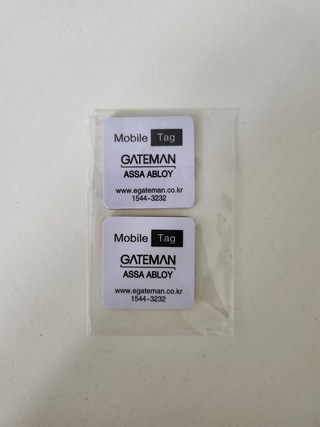 Mobile Tag
GATEMAN
ASSA ABLOY
www.egateman.co.kr
1544-3232
Mobile Tag
GATEMAN
ASSA ABLOY
www.egateman.co.kr
1544-3232